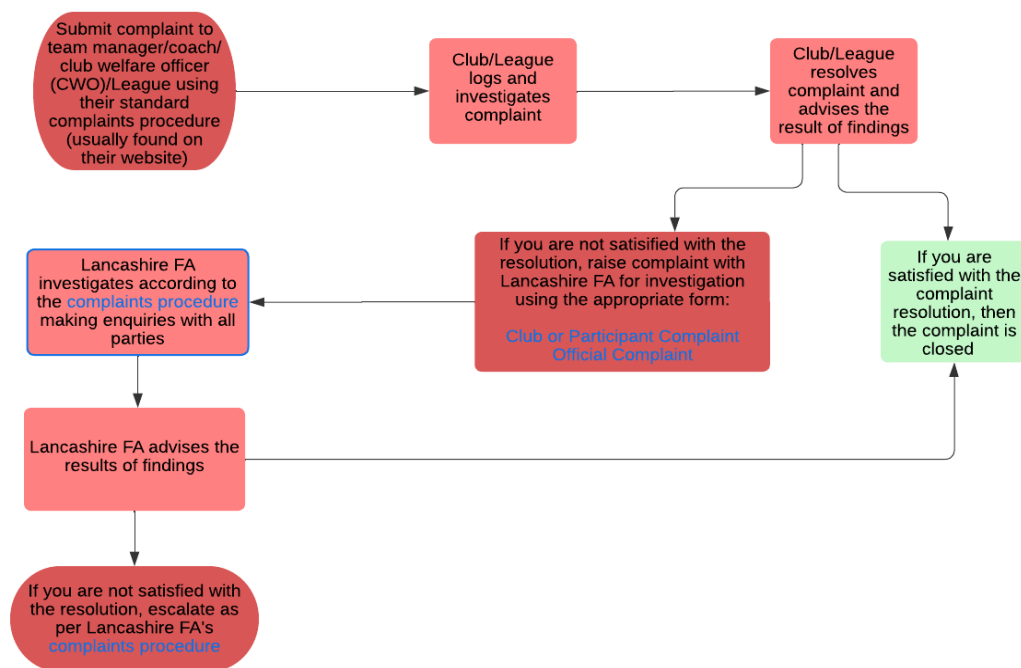 Submit complaint to
team manager/coach/
club welfare officer
(CWO)/League using
their standard
complaints procedure
(usually found on
their website)
Club/League
logs and
investigates
complaint
Club/League
resolves
complaint and
advises the
result of findings
If you are not satisified with the
resolution, raise complaint with
Lancashire FA for investigation
using the appropriate form:
Club or Participant Complaint
Official Complaint
If you are
satisfied with the
complaint
resolution, then
the complaint is
closed
Lancashire FA
investigates according to
the complaints procedure
making enquiries with all
parties
Lancashire FA advises the
results of findings
If you are not satisfied with
the resolution, escalate as
per Lancashire FA's
complaints procedure